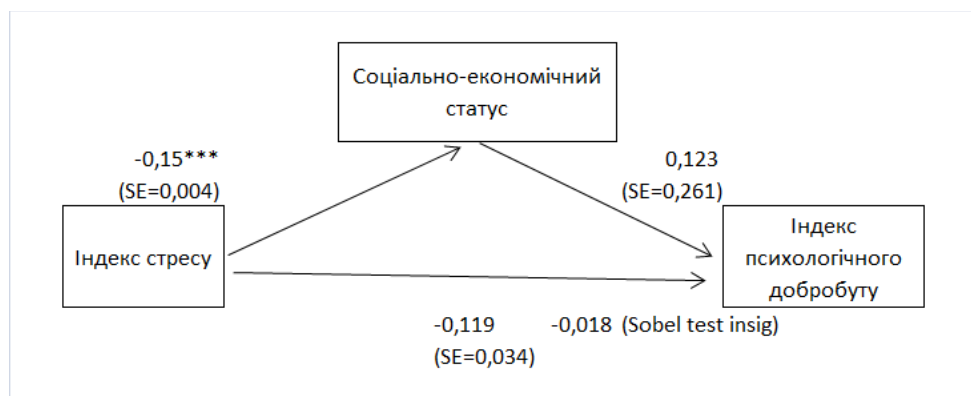 Соціально-економічний
статус
-0,15***
(SE=0,004)
0,123
(SE=0,261)
Індекс стресу
Індекс
психологічного
добробуту
-0,119 -0,018 (Sobel test insig)
(SE=0,034)